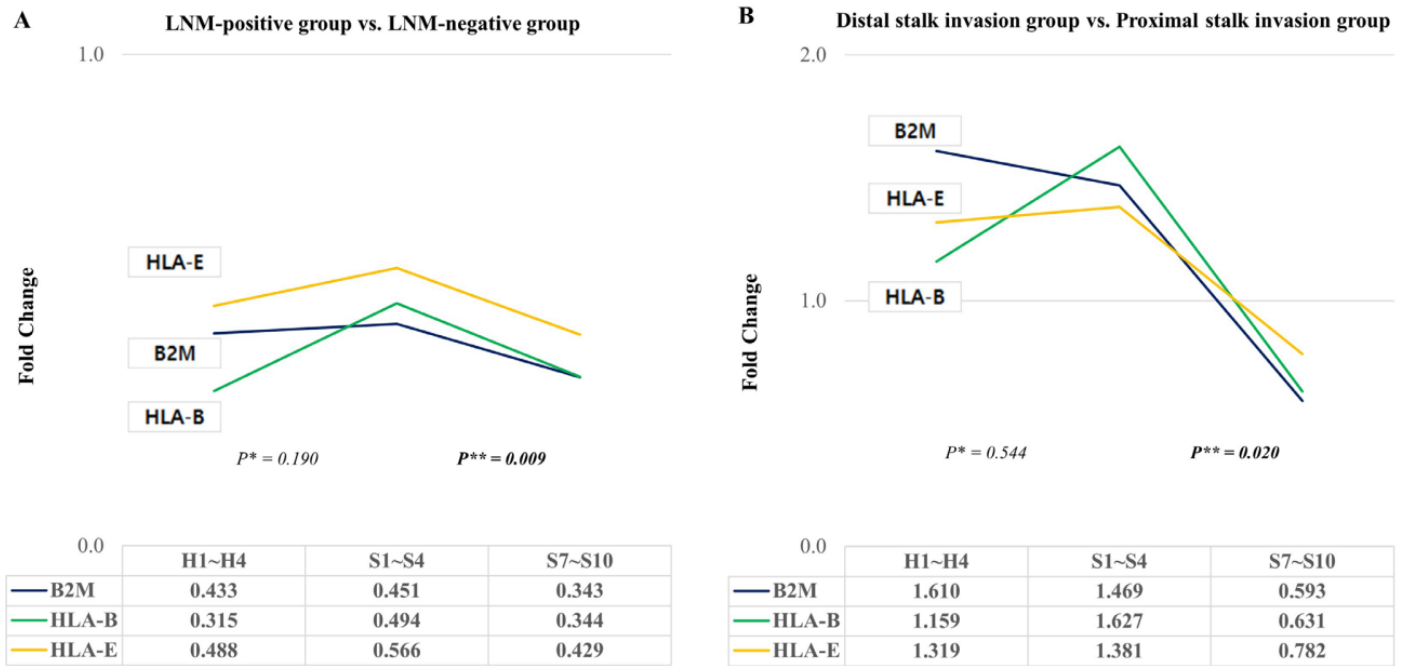 A
LNM-positive group vs. LNM-negative group
1.0
Fold Change
HLA-E
B2M
HLA-B
P* = 0.190 P** = 0.009
0.0
H1~H4 S1~S4 S7~S10
B2M 0.433 0.451 0.343
HLA-B 0.315 0.494 0.344
HLA-E 0.488 0.566 0.429
B
Distal stalk invasion group vs. Proximal stalk invasion group
2.0
B2M
HLA-E
Fold Change
1.0
HLA-B
P* = 0.544 P** = 0.020
0.0
H1~H4 S1~S4 S7~S10
B2M 1.610 1.469 0.593
HLA-B 1.159 1.627 0.631
HLA-E 1.319 1.381 0.782